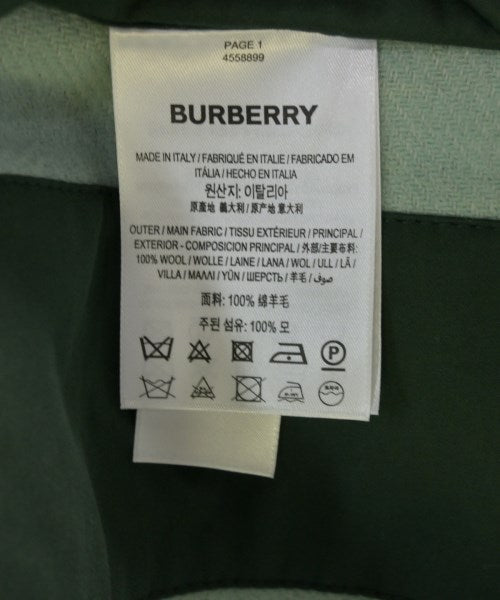 PAGE 1
4558899
BURBERRY
MADE IN ITALY / FABRIQUÉ EN ITALIE / FABRICADO EM
ITÁLIA / HECHO EN ITALIA
원산지: 이탈리아
原産地 義大利 / 原产地 意大利
OUTER / MAIN FABRIC / TISSU EXTÉRIEUR / PRINCIPAL /
EXTERIOR - COMPOSICION PRINCIPAL / 外部/主要布料:
100% WOOL / WOLLE / LAINE / LANA / WOL / ULL / LÃ /
VILLA / ΜΑΛΛΙ / YÜN / ШЕРСТЬ / 羊毛 / صوف
面料: 100% 绵羊毛
주된 섬유: 100% 모
P